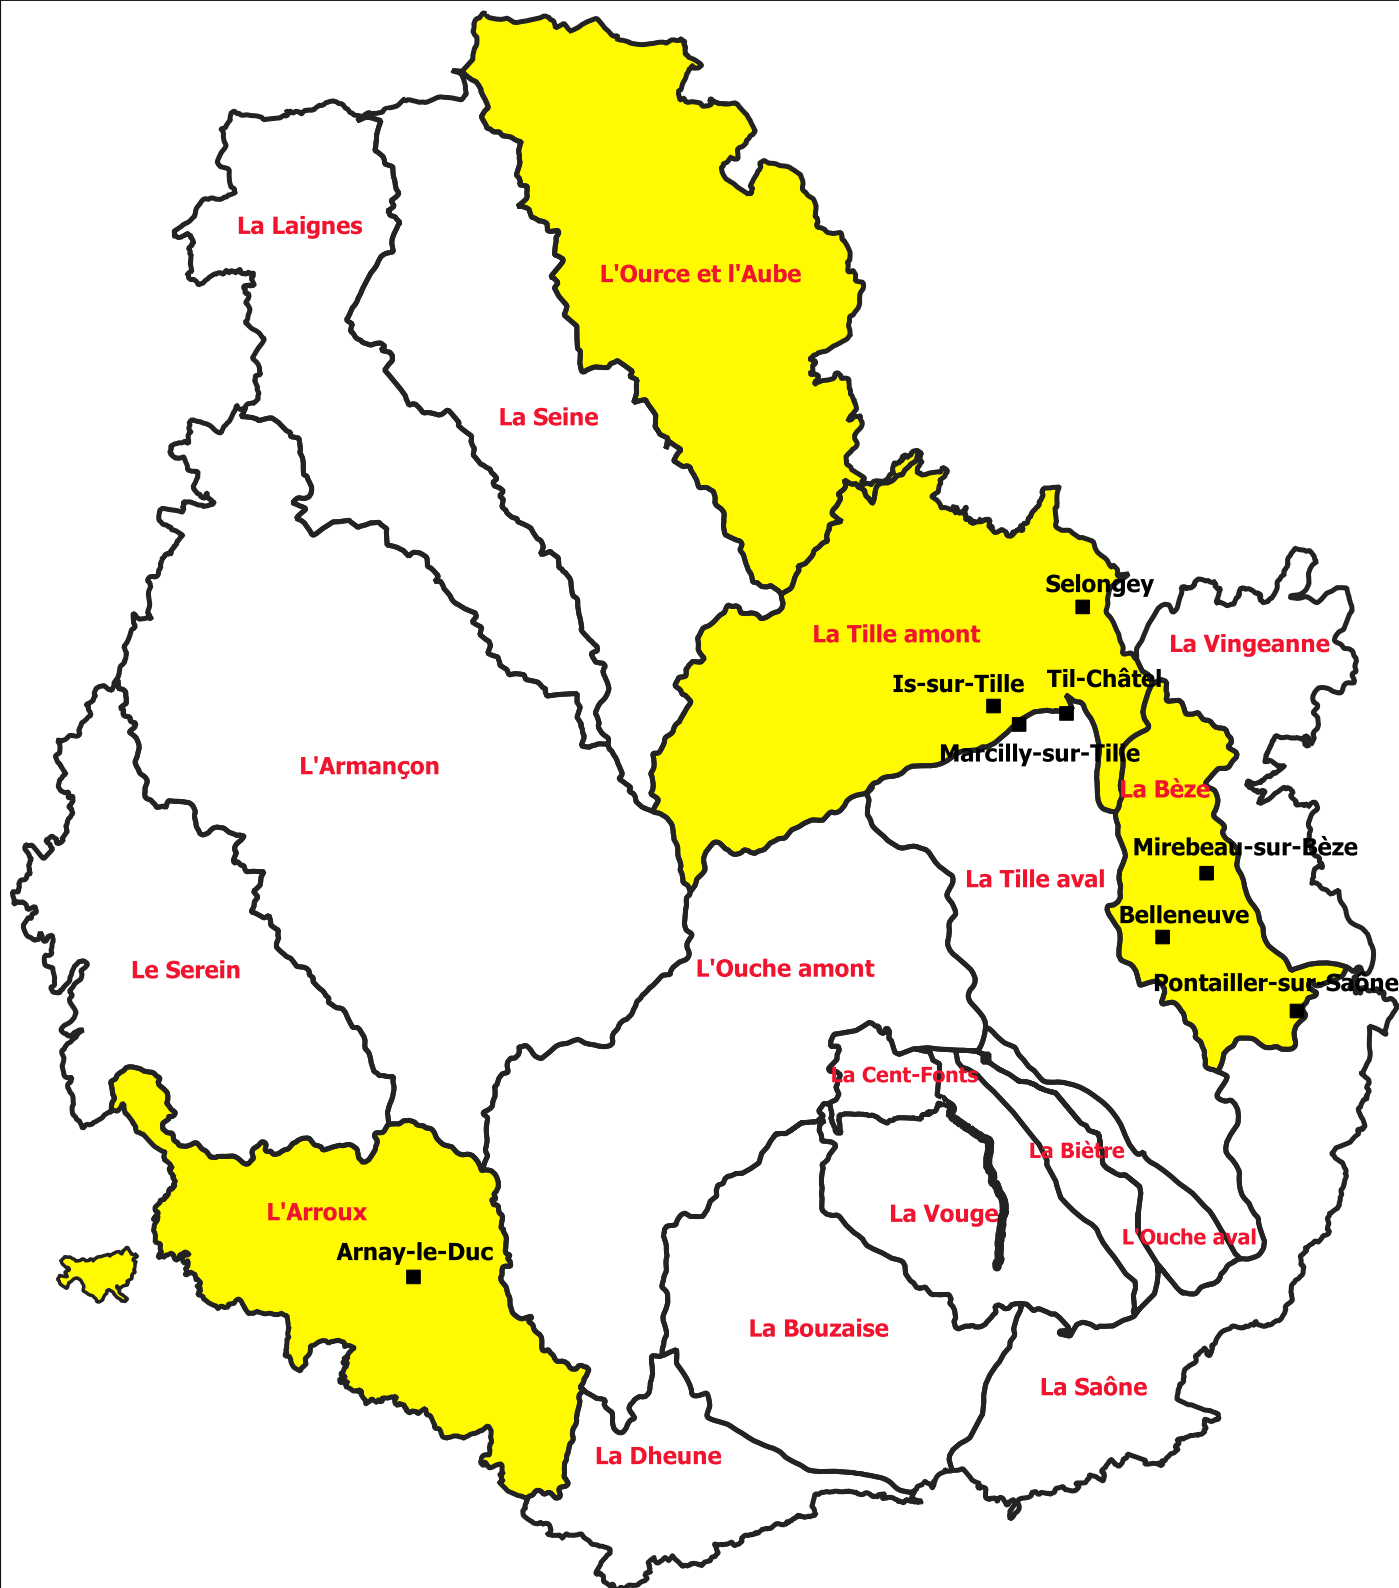 La Laignes
L'Ource et l'Aube
La Seine
Selongey
La Tille amont
La Vingeanne
Is-sur-Tille
Til-Châtel
Marcilly-sur-Tille
L'Armançon
La Bèze
Mirebeau-sur-Bèze
La Tille aval
Belleneuve
Le Serein
L'Ouche amont
Pontailler-sur-Saône
La Cent-Fonts
La Biètre
L'Arroux
La Vouge
L'Ouche aval
Arnay-le-Duc
La Bouzaise
La Saône
La Dheune